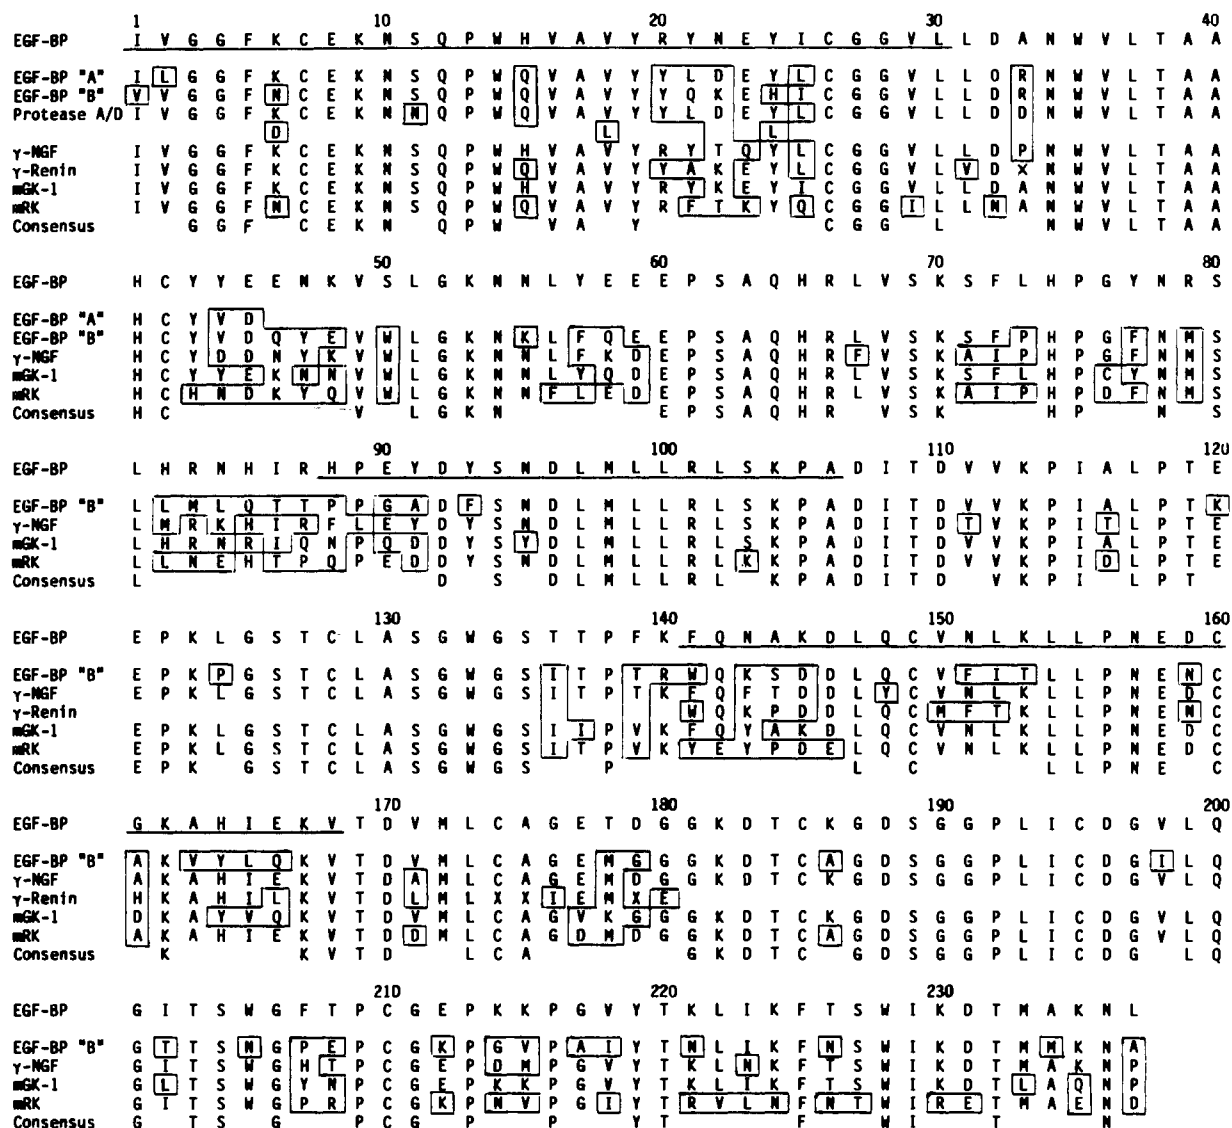 1 10 20 30 40
EGF-BP I V G G F K C E K N S Q P W H V A V Y R Y N E Y I C G G V L L D A N W V L T A A
EGF-BP "A" I L G G F K C E K N S Q P W Q V A V Y Y L D E Y L C G G V L L D R N W V L T A A
EGF-BP "B" V V G G F N C E K N S Q P W Q V A V Y Y Q K E H I C G G V L L D R N W V L T A A
Protease A/D I V G G F K C E K N N Q P W Q V A V Y Y L D E Y L C G G V L L D D N W V L T A A
D L L
γ-NGF I V G G F K C E K N S Q P W H V A V Y R Y T Q Y L C G G V L L D P N W V L T A A
γ-Renin I V G G F K C E K N S Q P W Q V A V Y Y A K E Y L C G G V L V D X N W V L T A A
mGK-1 I V G G F K C E K N S Q P W H V A V Y R Y K E Y I C G G V L L D A N W V L T A A
mRK I V G G F N C E K N S Q P W Q V A V Y R F T K Y Q C G G I L L N A N W V L T A A
Consensus G G F C E K N Q P W V A Y C G G L N W V L T A A
50 60 70 80
EGF-BP H C Y Y E E N K V S L G K N N L Y E E E P S A Q H R L V S K S F L H P G Y N R S
EGF-BP "A" H C Y V D
EGF-BP "B" H C Y V D Q Y E V W L G K N K L F Q E E P S A Q H R L V S K S F P H P G F N M S
γ-NGF H C Y D D N Y K V W L G K N N L F K D E P S A Q H R F V S K A I P H P G F N M S
mGK-1 H C Y Y E K N N V W L G K N N L Y Q D E P S A Q H R L V S K S F L H P C Y N M S
mRK H C H N D K Y Q V W L G K N N F L E D E P S A Q H R L V S K A I P H P D F N M S
Consensus H C V L G K N E P S A Q H R V S K H P N S
90 100 110 120
EGF-BP L H R N H I R H P E Y D Y S N D L M L L R L S K P A D I T D V V K P I A L P T E
EGF-BP "B" L L M L Q T T P P G A D F S N D L M L L R L S K P A D I T D V V K P I A L P T K
γ-NGF L M R K H I R F L E Y D Y S N D L M L L R L S K P A D I T D T V K P I T L P T E
mGK-1 L H R N R I Q N P Q D D Y S Y D L M L L R L S K P A D I T D V V K P I A L P T E
mRK L L N E H T P Q P E D D Y S N D L M L L R L K K P A D I T D V V K P I D L P T E
Consensus L D S D L M L L R L K P A D I T D V K P I L P T
130 140 150 160
EGF-BP E P K L G S T C L A S G W G S T T P F K F Q N A K D L Q C V N L K L L P N E D C
EGF-BP "B" E P K P G S T C L A S G W G S I T P T R W Q K S D D L Q C V F I T L L P N E N C
γ-NGF E P K L G S T C L A S G W G S I T P T K F Q F T D D L Y C V N L K L L P N E D C
γ-Renin W Q K P D D L Q C M F T K L L P N E N C
mGK-1 E P K L G S T C L A S G W G S I I P V K F Q Y A K D L Q C V N L K L L P N E D C
mRK E P K L G S T C L A S G W G S I T P V K Y E Y P D E L Q C V N L K L L P N E D C
Consensus E P K G S T C L A S G W G S P L C L L P N E C
170 180 190 200
EGF-BP G K A H I E K V T D V M L C A G E T D G G K D T C K G D S G G P L I C D G V L Q
EGF-BP "B" A K V Y L Q K V T D V M L C A G E M G G G K D T C A G D S G G P L I C D G I L Q
γ-NGF A K A H I E K V T D A M L C A G E M D G G K D T C K G D S G G P L I C D G V L Q
γ-Renin H K A H I L K V T D L M L X X I E M X E
mGK-1 D K A Y V Q K V T D V M L C A G V K G G G K D T C K G D S G G P L I C D G V L Q
mRK A K A H I E K V T D D M L C A G D M D G G K D T C A G D S G G P L I C D G V L Q
Consensus K K V T D L C A G K D T C G D S G G P L I C D G L Q
210 220 230
EGF-BP G I T S W G F T P C G E P K K P G V Y T K L I K F T S W I K D T M A K N L
EGF-BP "B" G T T S N G P E P C G K P G V P A I Y T N L I K F N S W I K D T M M K N A
γ-NGF G I T S W G H T P C G E P D M P G V Y T K L N K F T S W I K D T M A K N P
mGK-1 G L T S W G Y N P C G E P K K P G V Y T K L I K F T S W I K D T L A Q N P
mRK G I T S W G P R P C G K P N V P G I Y T R V L N F N T W I R E T M A E N D
Consensus G T S G P C G P P Y T F W I T N